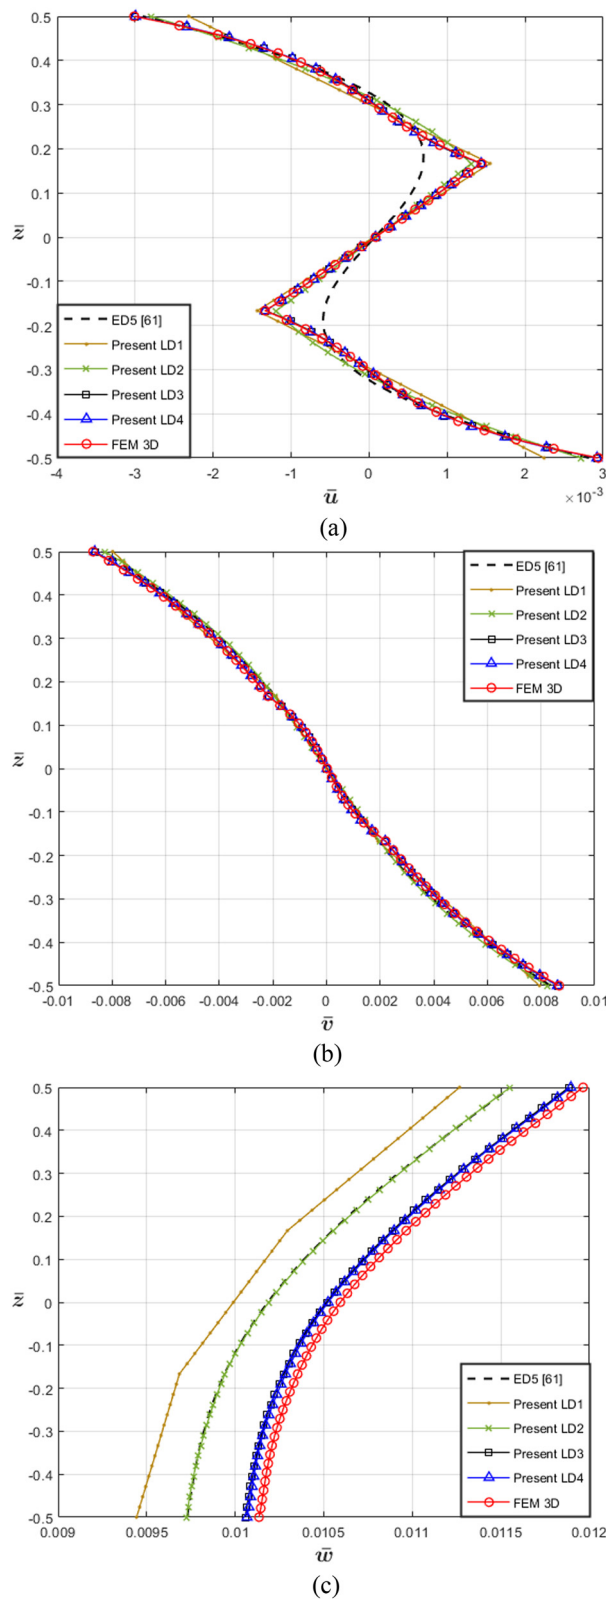 0.5
0.4
0.3
0.2
0.1
0
-0.1
-0.2
-0.3
-0.4
-0.5
z̄
ED5 [61]
Present LD1
Present LD2
Present LD3
Present LD4
FEM 3D
-4 -3 -2 -1 0 1 2 3
ū
×10⁻³
(a)
0.5
0.4
0.3
0.2
0.1
0
-0.1
-0.2
-0.3
-0.4
-0.5
z̄
ED5 [61]
Present LD1
Present LD2
Present LD3
Present LD4
FEM 3D
-0.01 -0.008 -0.006 -0.004 -0.002 0 0.002 0.004 0.006 0.008 0.01
v̄
(b)
0.5
0.4
0.3
0.2
0.1
0
-0.1
-0.2
-0.3
-0.4
-0.5
z̄
ED5 [61]
Present LD1
Present LD2
Present LD3
Present LD4
FEM 3D
0.009 0.0095 0.01 0.0105 0.011 0.0115 0.012
w̄
(c)